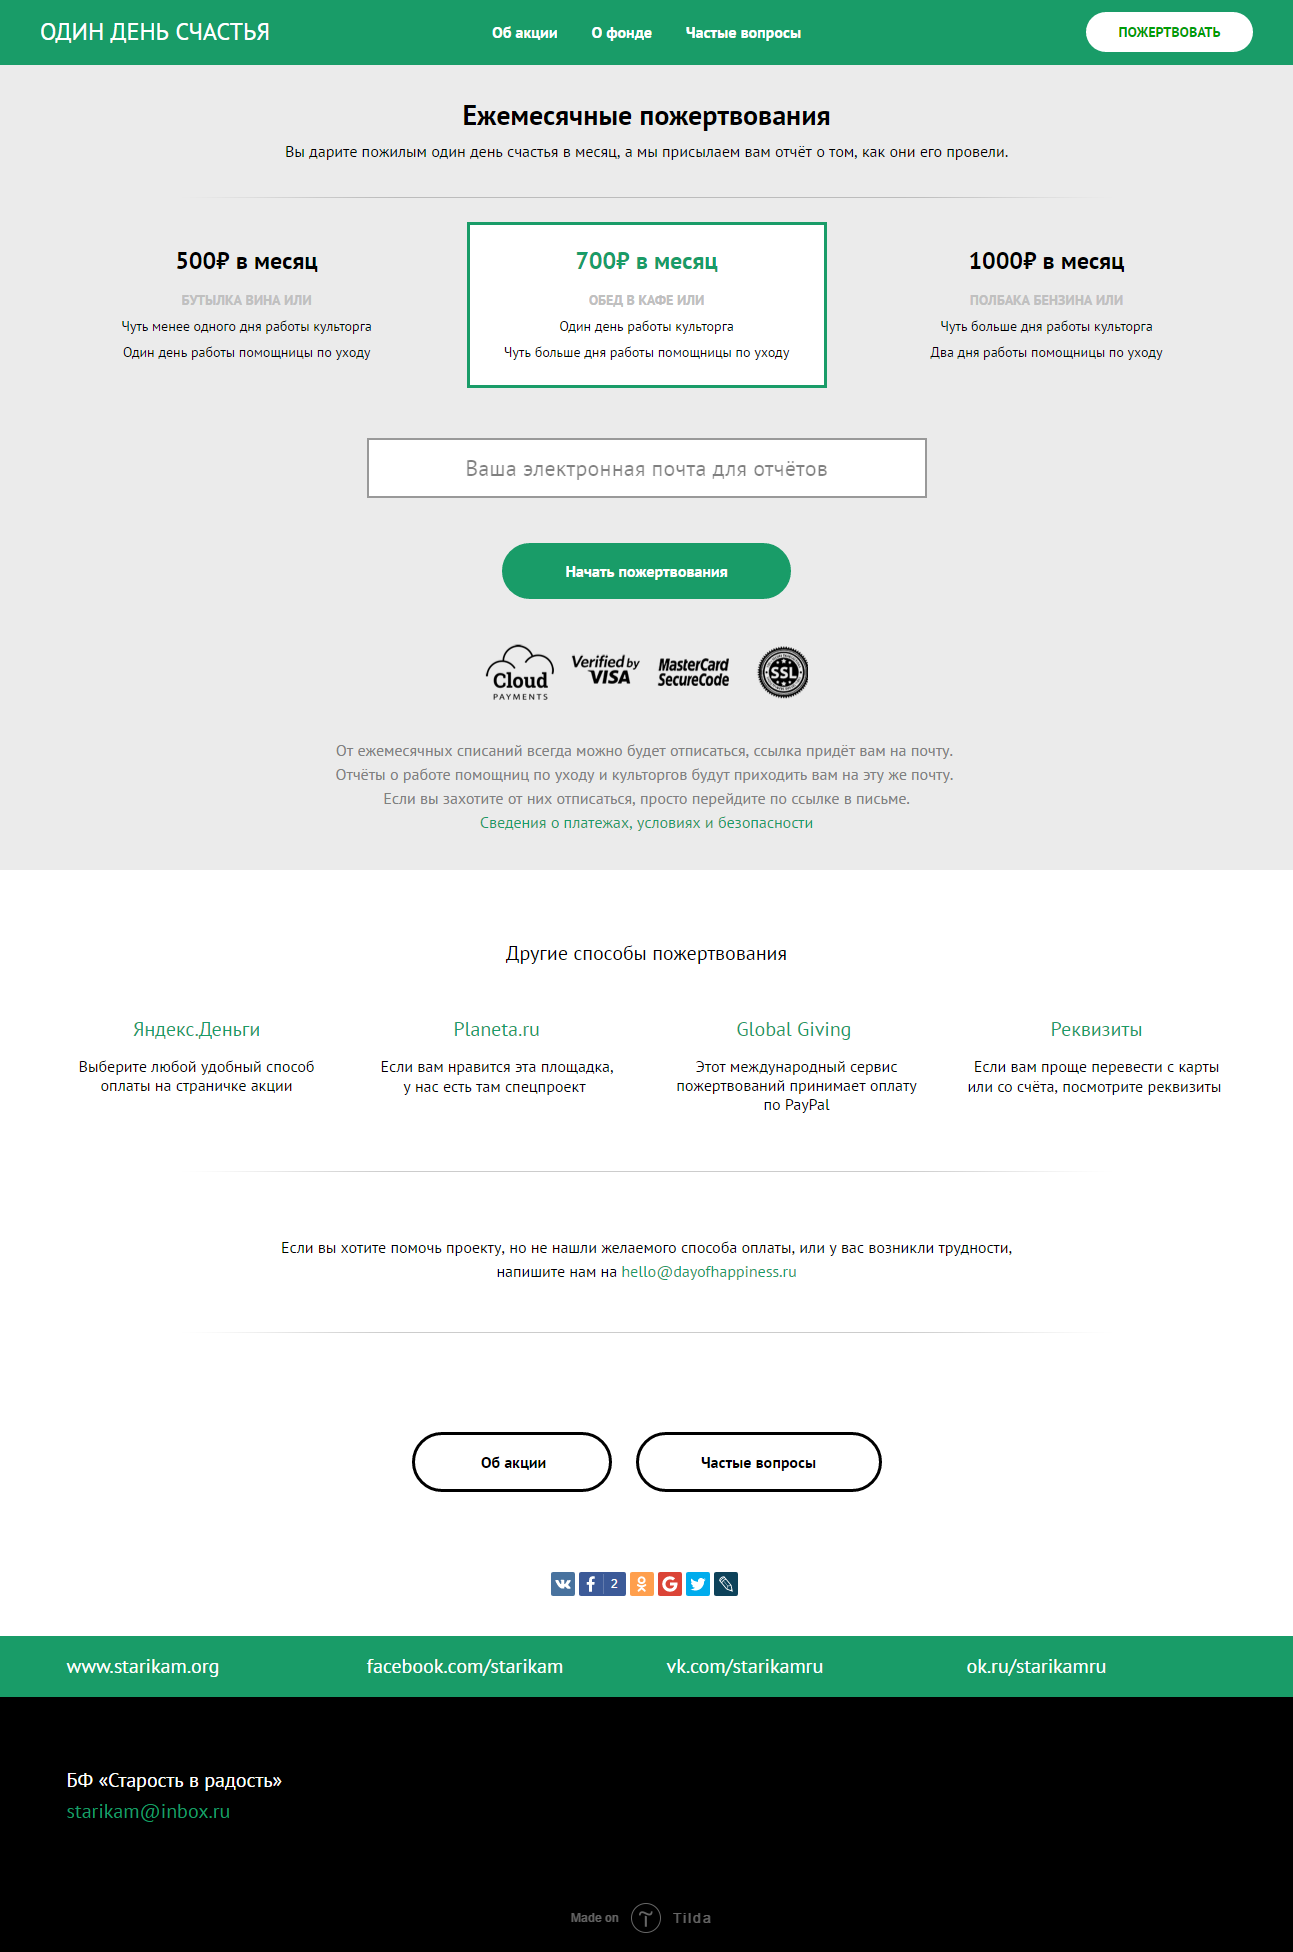 ОДИН ДЕНЬ СЧАСТЬЯ
Об акции
О фонде
Частые вопросы
ПОЖЕРТВОВАТЬ
Ежемесячные пожертвования
Вы дарите пожилым один день счастья в месяц, а мы присылаем вам отчёт о том, как они его провели.
500₽ в месяц
БУТЫЛКА ВИНА ИЛИ
Чуть менее одного дня работы культорга
Один день работы помощницы по уходу
700₽ в месяц
ОБЕД В КАФЕ ИЛИ
Один день работы культорга
Чуть больше дня работы помощницы по уходу
1000₽ в месяц
ПОЛБАКА БЕНЗИНА ИЛИ
Чуть больше дня работы культорга
Два дня работы помощницы по уходу
Ваша электронная почта для отчётов
Начать пожертвования
Cloud
PAYMENTS
Verified by
VISA
MasterCard
SecureCode
SSL
От ежемесячных списаний всегда можно будет отписаться, ссылка придёт вам на почту.
Отчёты о работе помощниц по уходу и культоргов будут приходить вам на эту же почту.
Если вы захотите от них отписаться, просто перейдите по ссылке в письме.
Сведения о платежах, условиях и безопасности
Другие способы пожертвования
Яндекс.Деньги
Выберите любой удобный способ
оплаты на страничке акции
Planeta.ru
Если вам нравится эта площадка,
у нас есть там спецпроект
Global Giving
Этот международный сервис
пожертвований принимает оплату
по PayPal
Реквизиты
Если вам проще перевести с карты
или со счёта, посмотрите реквизиты
Если вы хотите помочь проекту, но не нашли желаемого способа оплаты, или у вас возникли трудности,
напишите нам на hello@dayofhappiness.ru
Об акции
Частые вопросы
2
www.starikam.org
facebook.com/starikam
vk.com/starikamru
ok.ru/starikamru
БФ «Старость в радость»
starikam@inbox.ru
Made on
Tilda